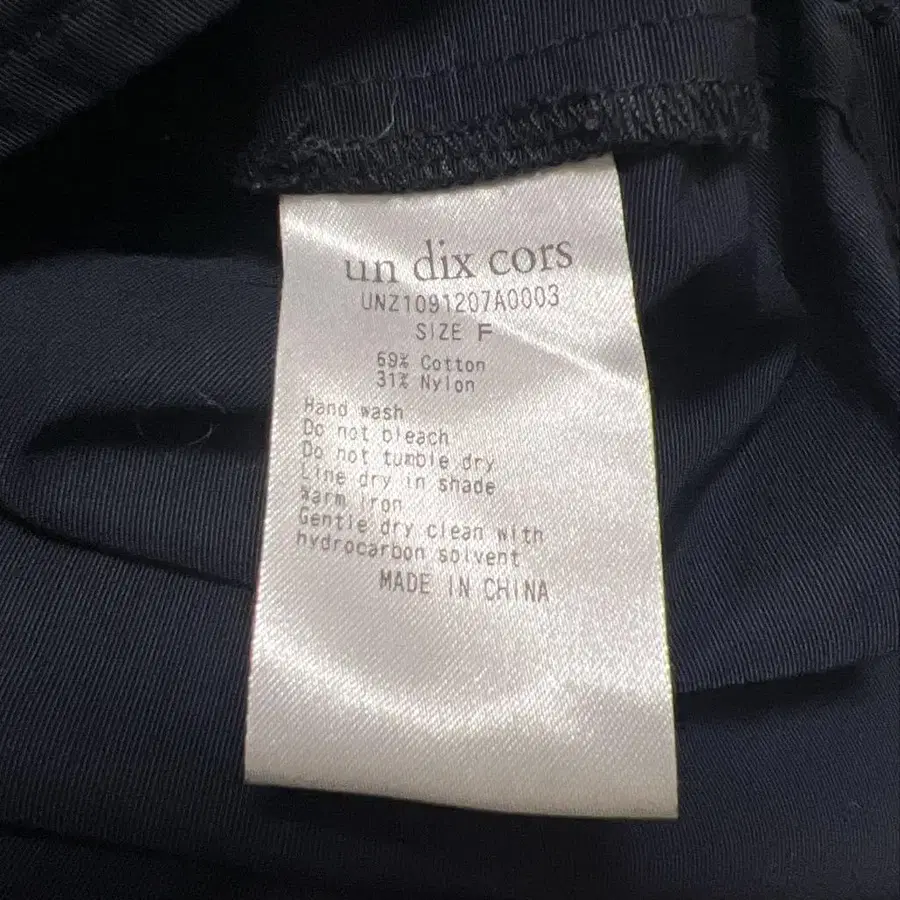 un dix cors
UNZ1091207A0003
SIZE F
69% Cotton
31% Nylon
Hand wash
Do not bleach
Do not tumble dry
Line dry in shade
Warm iron
Gentle dry clean with
hydrocarbon solvent
MADE IN CHINA